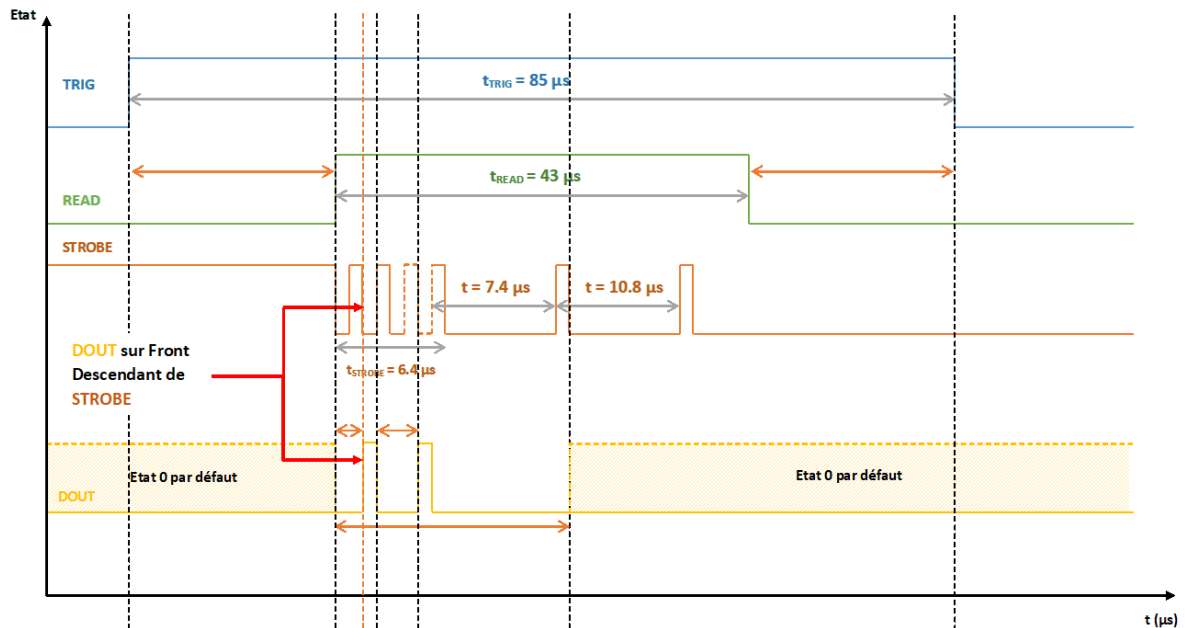 Etat
TRIG
tTRIG = 85 µs
READ
tREAD = 43 µs
STROBE
t = 7.4 µs
t = 10.8 µs
DOUT sur Front
Descendant de
STROBE
tSTROBE = 6.4 µs
Etat 0 par défaut
Etat 0 par défaut
DOUT
t (µs)